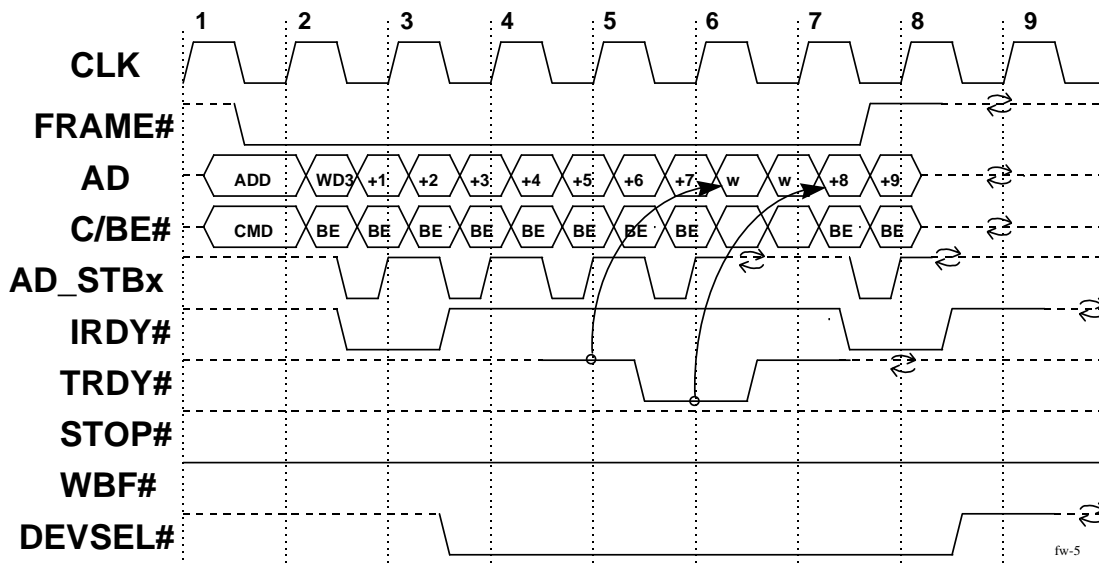 1 2 3 4 5 6 7 8 9
CLK
FRAME#
AD ADD WD3 +1 +2 +3 +4 +5 +6 +7 w w +8 +9
C/BE# CMD BE BE BE BE BE BE BE BE BE BE
AD_STBx
IRDY#
TRDY#
STOP#
WBF#
DEVSEL#
fw-5